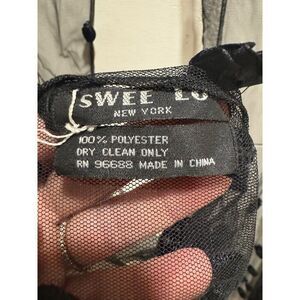 SWEE LO
NEW YORK
100% POLYESTER
DRY CLEAN ONLY
RN 96688 MADE IN CHINA